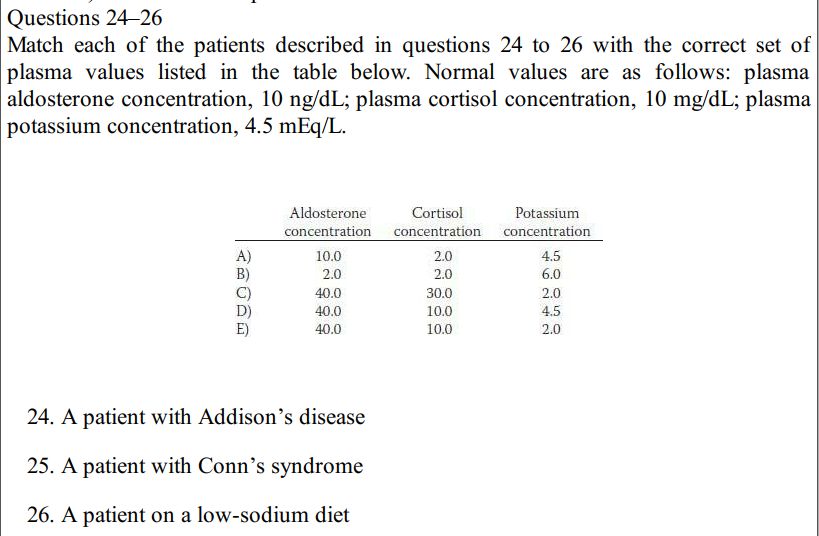 Questions 24–26
Match each of the patients described in questions 24 to 26 with the correct set of
plasma values listed in the table below. Normal values are as follows: plasma
aldosterone concentration, 10 ng/dL; plasma cortisol concentration, 10 mg/dL; plasma
potassium concentration, 4.5 mEq/L.
Aldosterone Cortisol Potassium
concentration concentration concentration
A) 10.0 2.0 4.5
B) 2.0 2.0 6.0
C) 40.0 30.0 2.0
D) 40.0 10.0 4.5
E) 40.0 10.0 2.0
24. A patient with Addison’s disease
25. A patient with Conn’s syndrome
26. A patient on a low-sodium diet